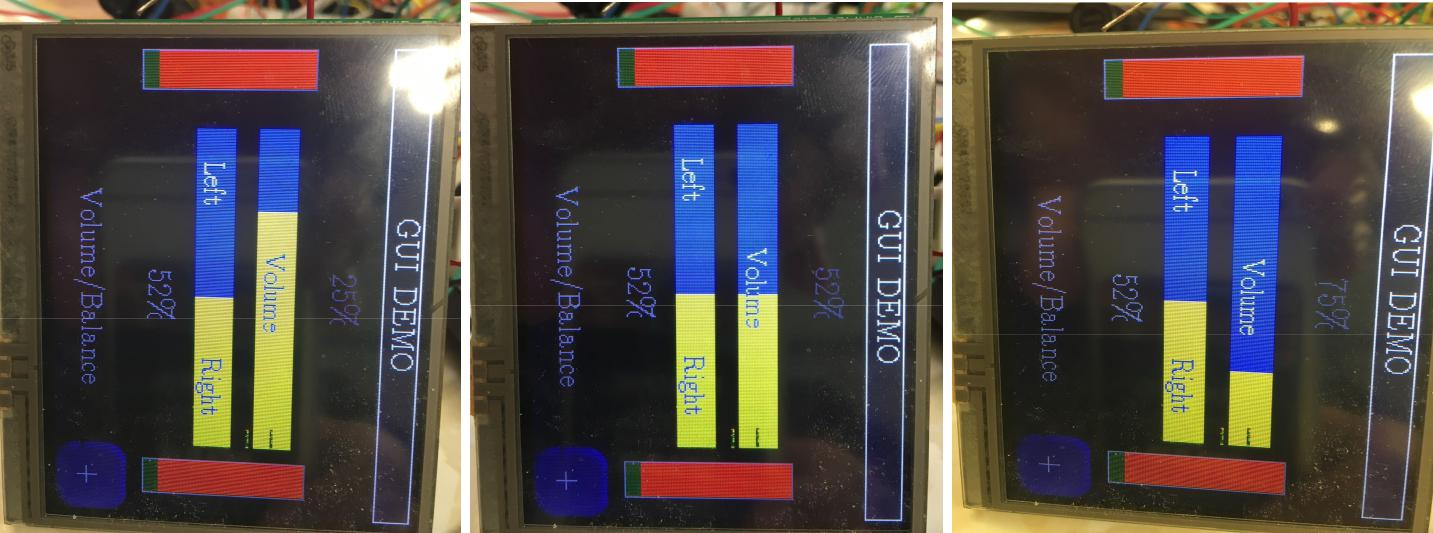 GUI DEMO
25%
Volume
Left Right
52%
Volume/Balance
+
GUI DEMO
52%
Volume
Left Right
52%
Volume/Balance
+
GUI DEMO
75%
Volume
Left Right
52%
Volume/Balance
+